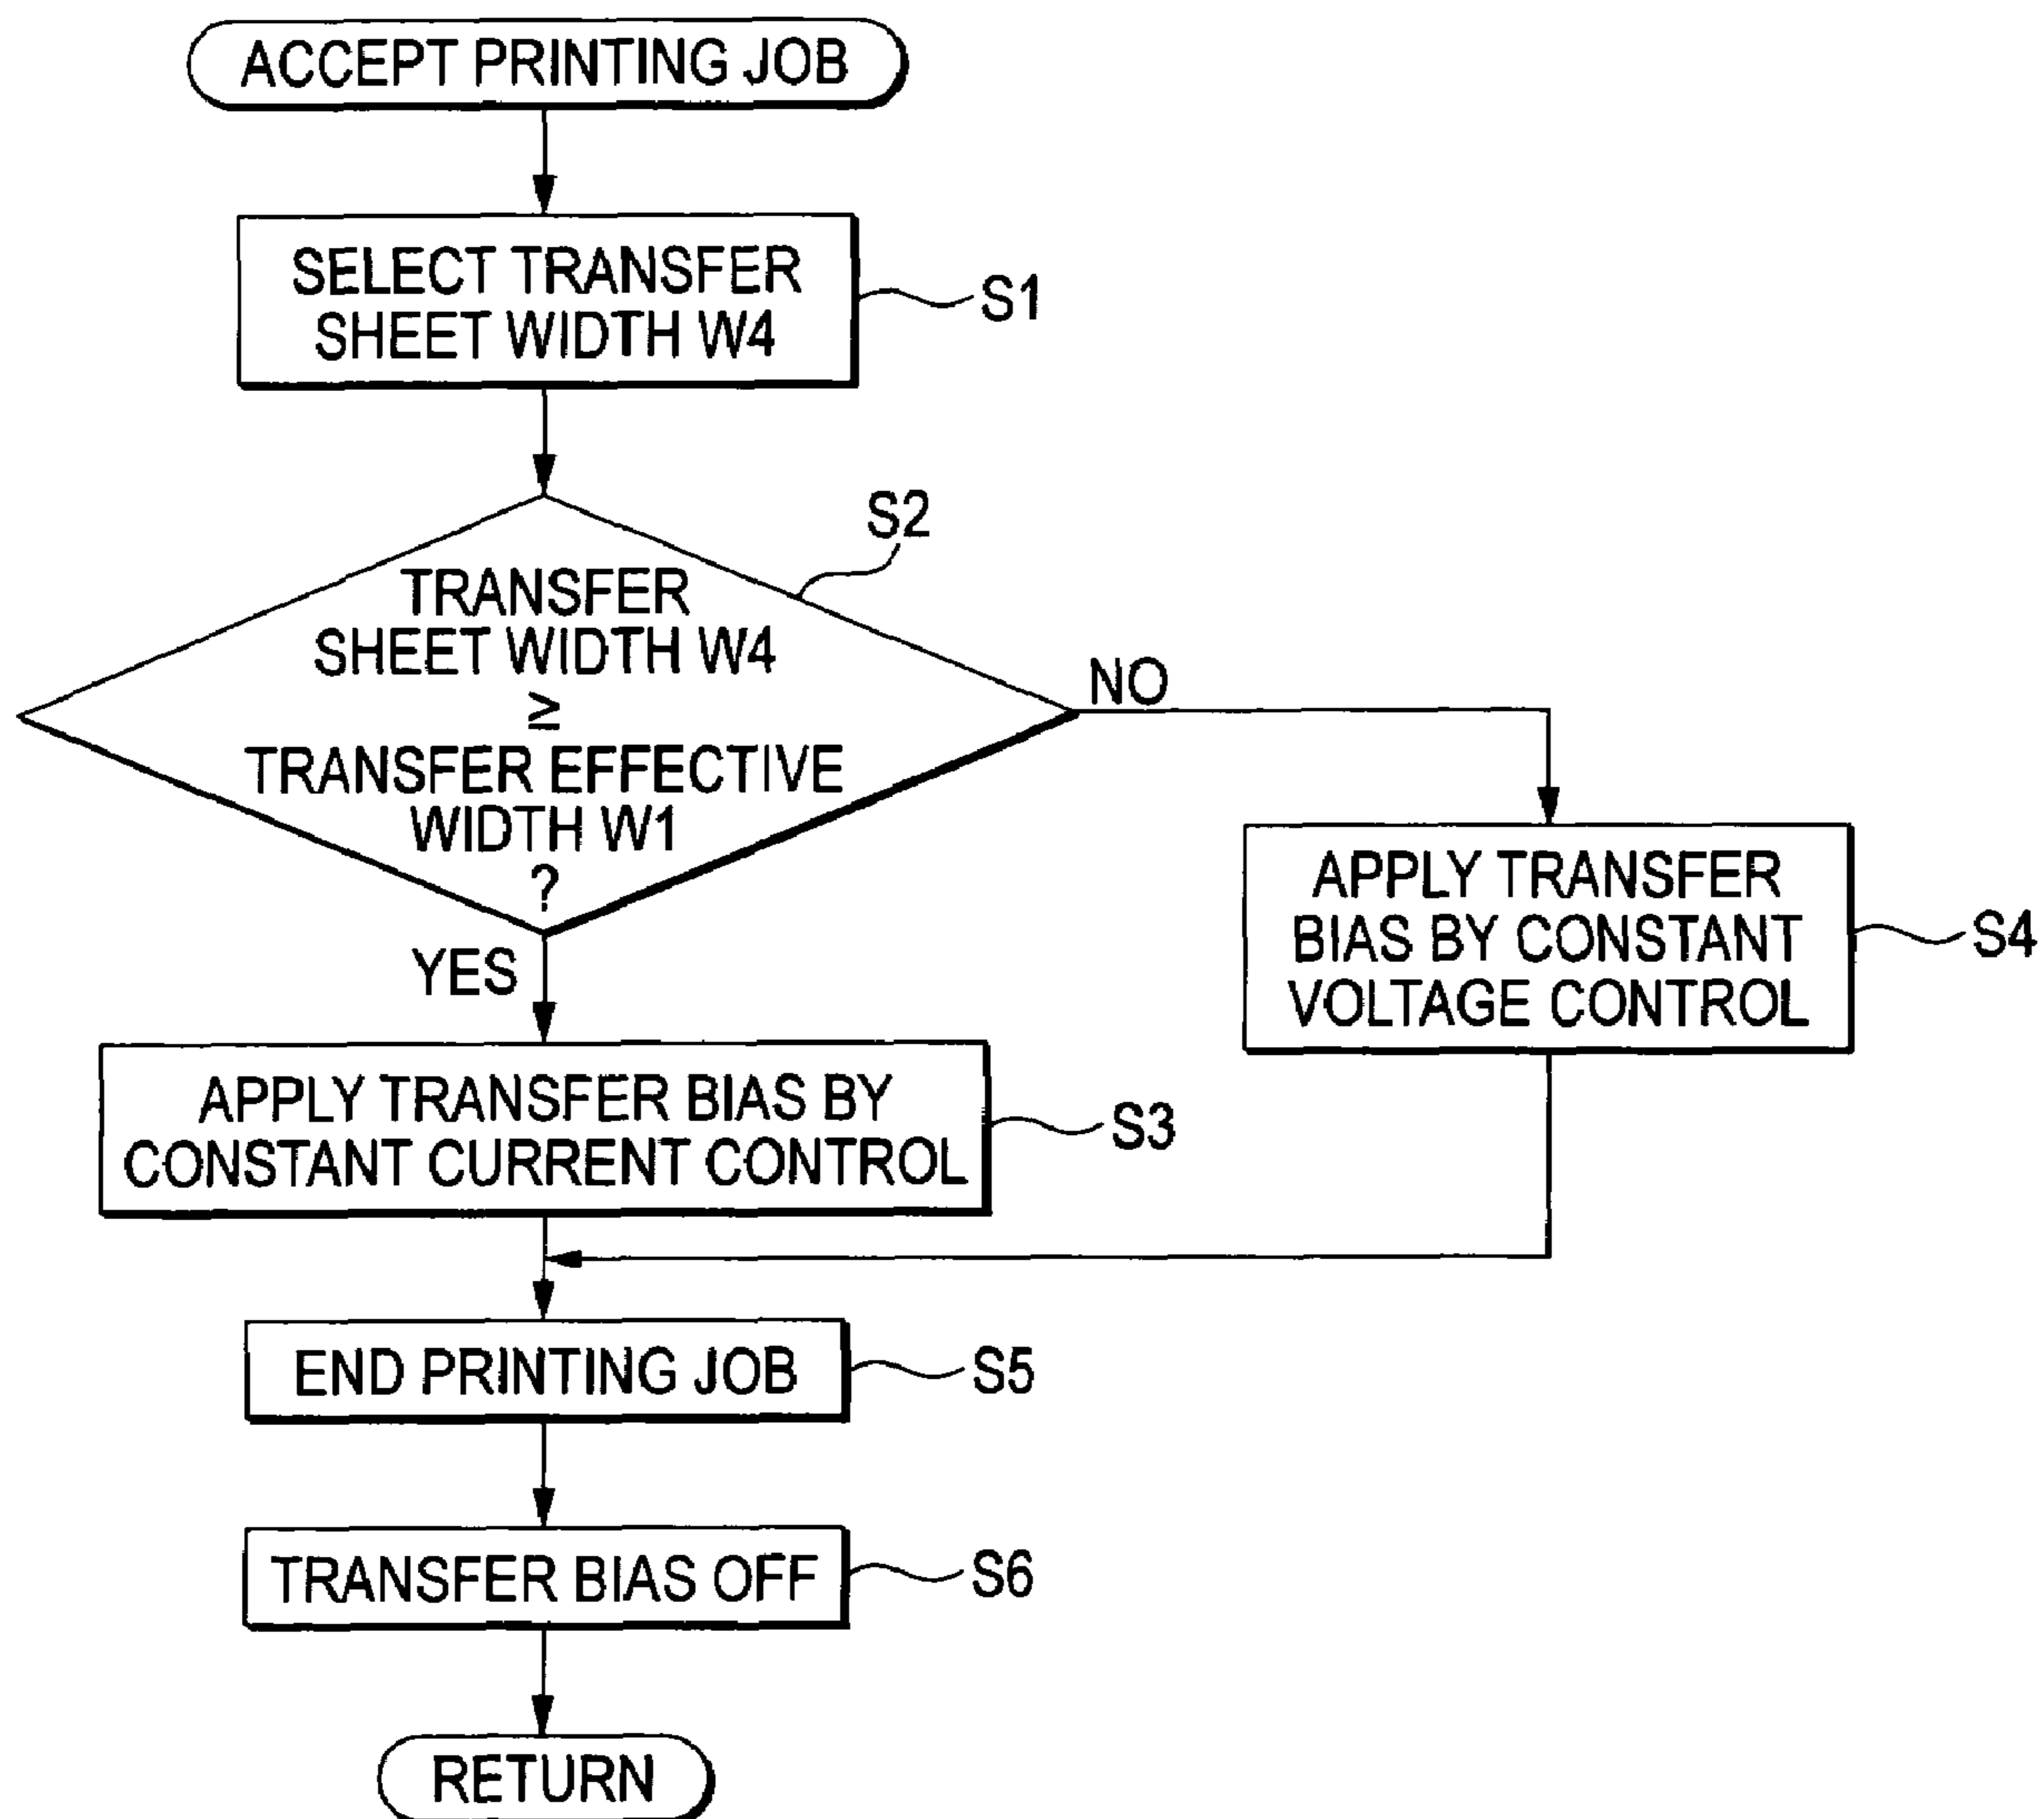 ACCEPT PRINTING JOB
SELECT TRANSFER
SHEET WIDTH W4
S1
S2
TRANSFER
SHEET WIDTH W4
≥
TRANSFER EFFECTIVE
WIDTH W1
?
NO
YES
APPLY TRANSFER
BIAS BY CONSTANT
VOLTAGE CONTROL
S4
APPLY TRANSFER BIAS BY
CONSTANT CURRENT CONTROL
S3
END PRINTING JOB
S5
TRANSFER BIAS OFF
S6
RETURN